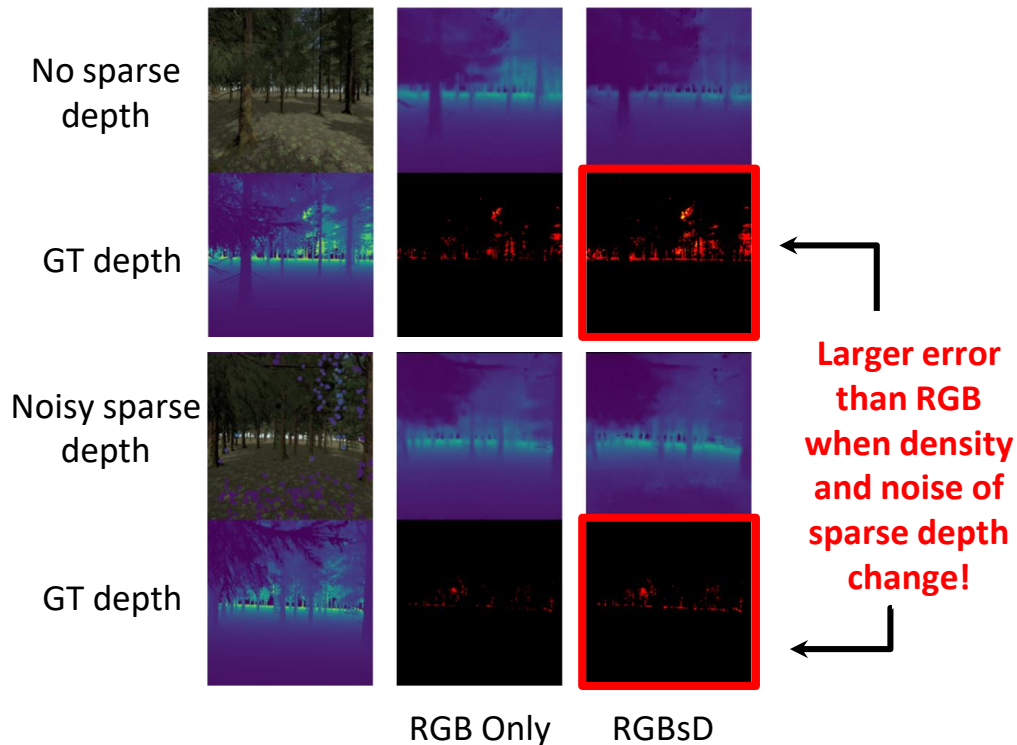 No sparse
depth
GT depth
Noisy sparse
depth
GT depth
Larger error
than RGB
when density
and noise of
sparse depth
change!
RGB Only
RGBsD